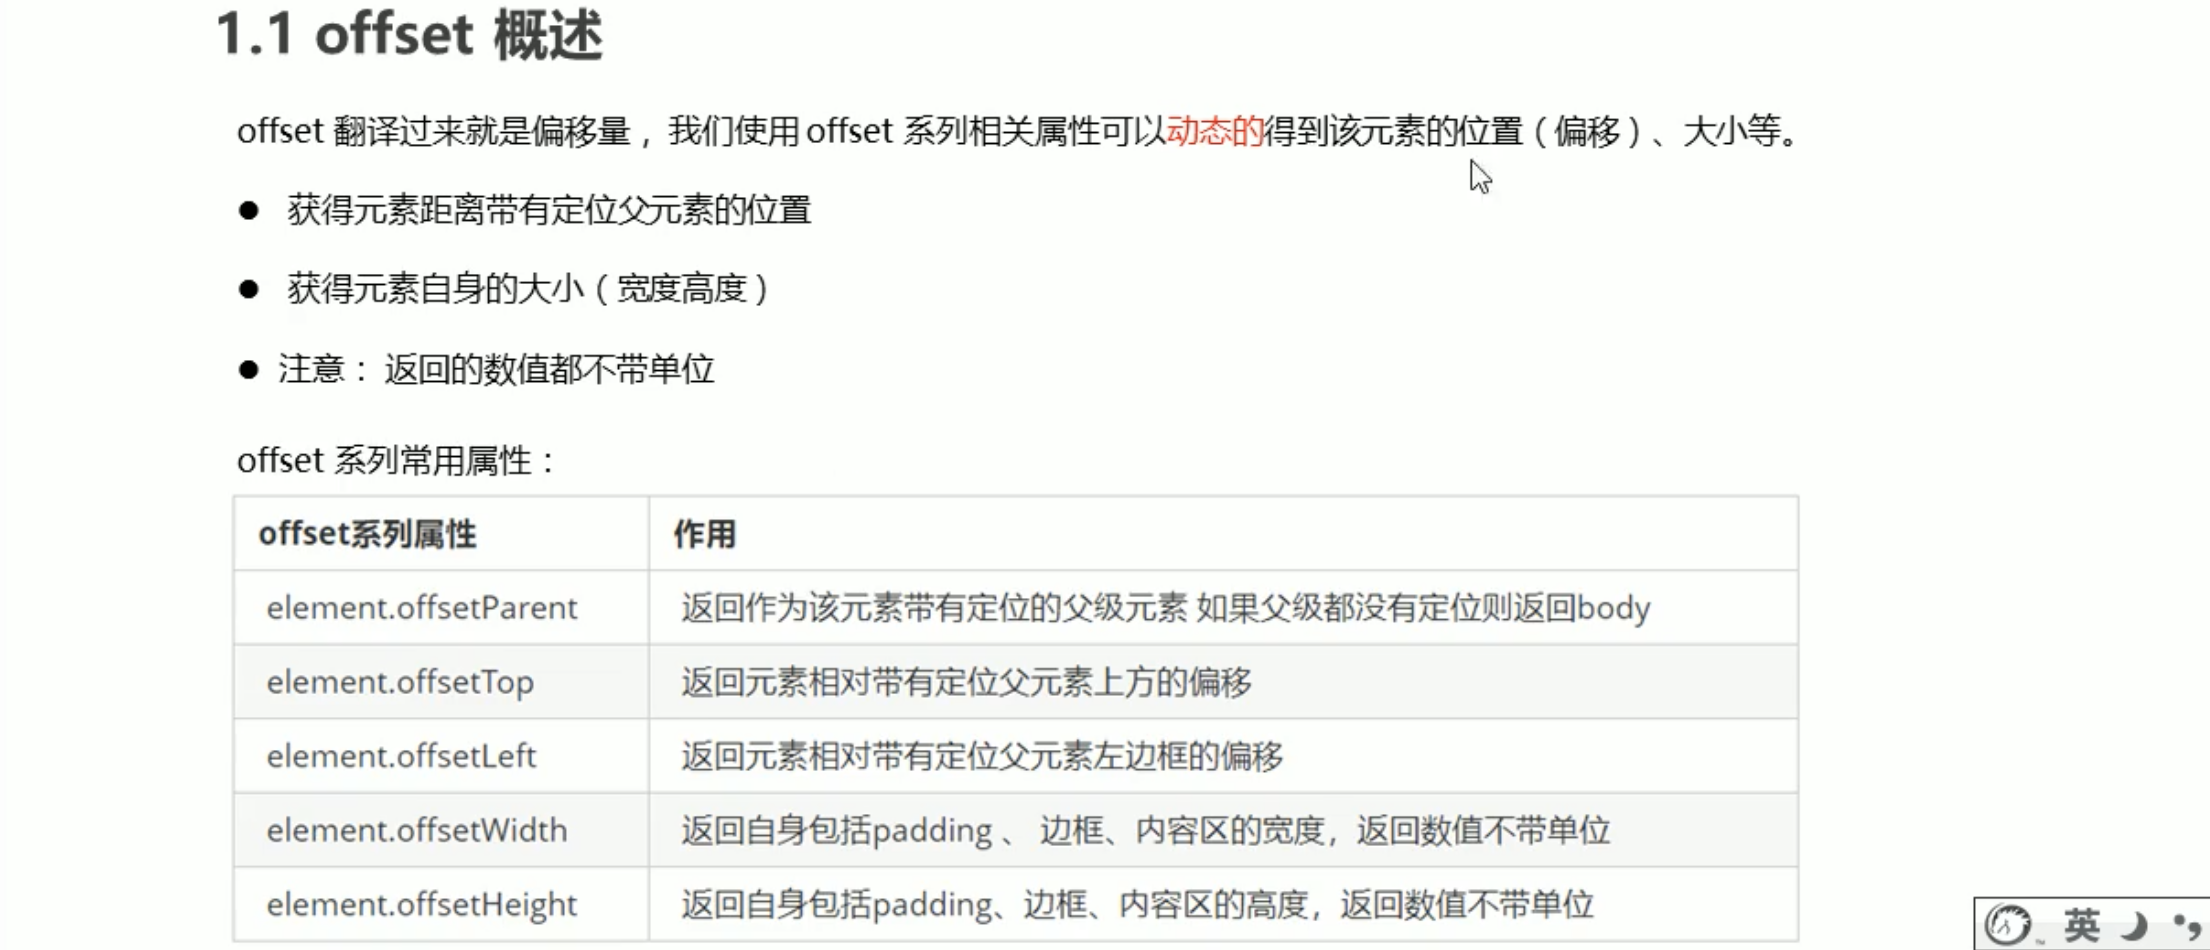 1.1 offset 概述
offset 翻译过来就是偏移量，我们使用 offset 系列相关属性可以动态的得到该元素的位置（偏移）、大小等。
● 获得元素距离带有定位父元素的位置
● 获得元素自身的大小（宽度高度）
● 注意： 返回的数值都不带单位
offset 系列常用属性：
offset系列属性 作用
element.offsetParent 返回作为该元素带有定位的父级元素 如果父级都没有定位则返回body
element.offsetTop 返回元素相对带有定位父元素上方的偏移
element.offsetLeft 返回元素相对带有定位父元素左边框的偏移
element.offsetWidth 返回自身包括padding 、 边框、内容区的宽度，返回数值不带单位
element.offsetHeight 返回自身包括padding、边框、内容区的高度，返回数值不带单位
英